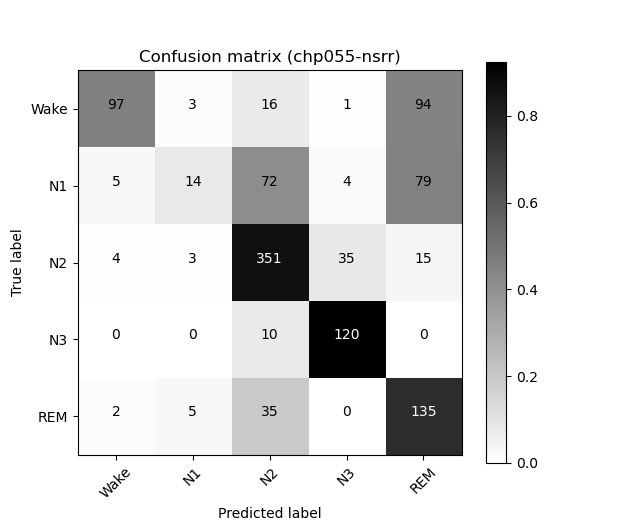 Confusion matrix (chp055-nsrr)
Wake 97 3 16 1 94
N1 5 14 72 4 79
N2 4 3 351 35 15
N3 0 0 10 120 0
REM 2 5 35 0 135
Wake N1 N2 N3 REM
Predicted label
True label
0.8
0.6
0.4
0.2
0.0